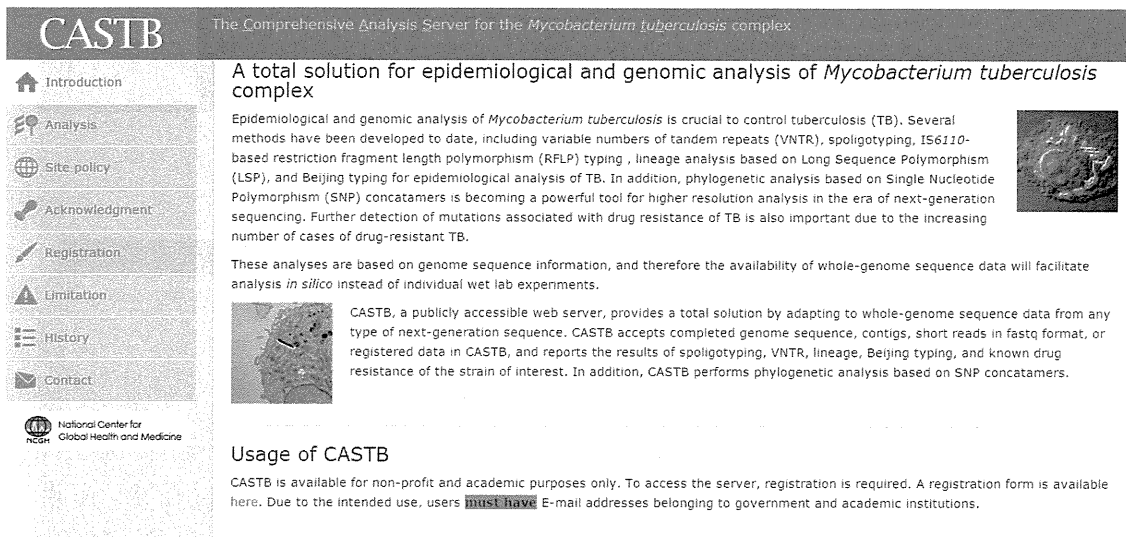 CASTB
The Comprehensive Analysis Server for the Mycobacterium tuberculosis complex
Introduction
Analysis
Site policy
Acknowledgment
Registration
Limitation
History
Contact
NCGM
National Center for
Global Health and Medicine
A total solution for epidemiological and genomic analysis of Mycobacterium tuberculosis
complex
Epidemiological and genomic analysis of Mycobacterium tuberculosis is crucial to control tuberculosis (TB). Several
methods have been developed to date, including variable numbers of tandem repeats (VNTR), spoligotyping, IS6110-
based restriction fragment length polymorphism (RFLP) typing , lineage analysis based on Long Sequence Polymorphism
(LSP), and Beijing typing for epidemiological analysis of TB. In addition, phylogenetic analysis based on Single Nucleotide
Polymorphism (SNP) concatamers is becoming a powerful tool for higher resolution analysis in the era of next-generation
sequencing. Further detection of mutations associated with drug resistance of TB is also important due to the increasing
number of cases of drug-resistant TB.
These analyses are based on genome sequence information, and therefore the availability of whole-genome sequence data will facilitate
analysis in silico instead of individual wet lab experiments.
CASTB, a publicly accessible web server, provides a total solution by adapting to whole-genome sequence data from any
type of next-generation sequence. CASTB accepts completed genome sequence, contigs, short reads in fastq format, or
registered data in CASTB, and reports the results of spoligotyping, VNTR, lineage, Beijing typing, and known drug
resistance of the strain of interest. In addition, CASTB performs phylogenetic analysis based on SNP concatamers.
Usage of CASTB
CASTB is available for non-profit and academic purposes only. To access the server, registration is required. A registration form is available
here. Due to the intended use, users must have E-mail addresses belonging to government and academic institutions.